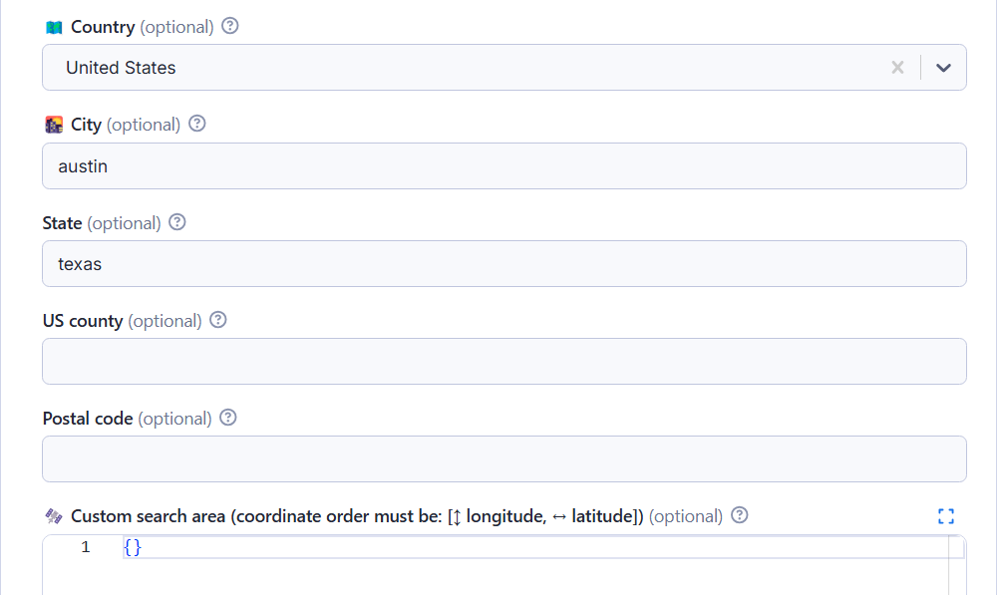 Country (optional)
United States
City (optional)
austin
State (optional)
texas
US county (optional)
Postal code (optional)
Custom search area (coordinate order must be: [↕ longitude, ↔ latitude]) (optional)
1 {}